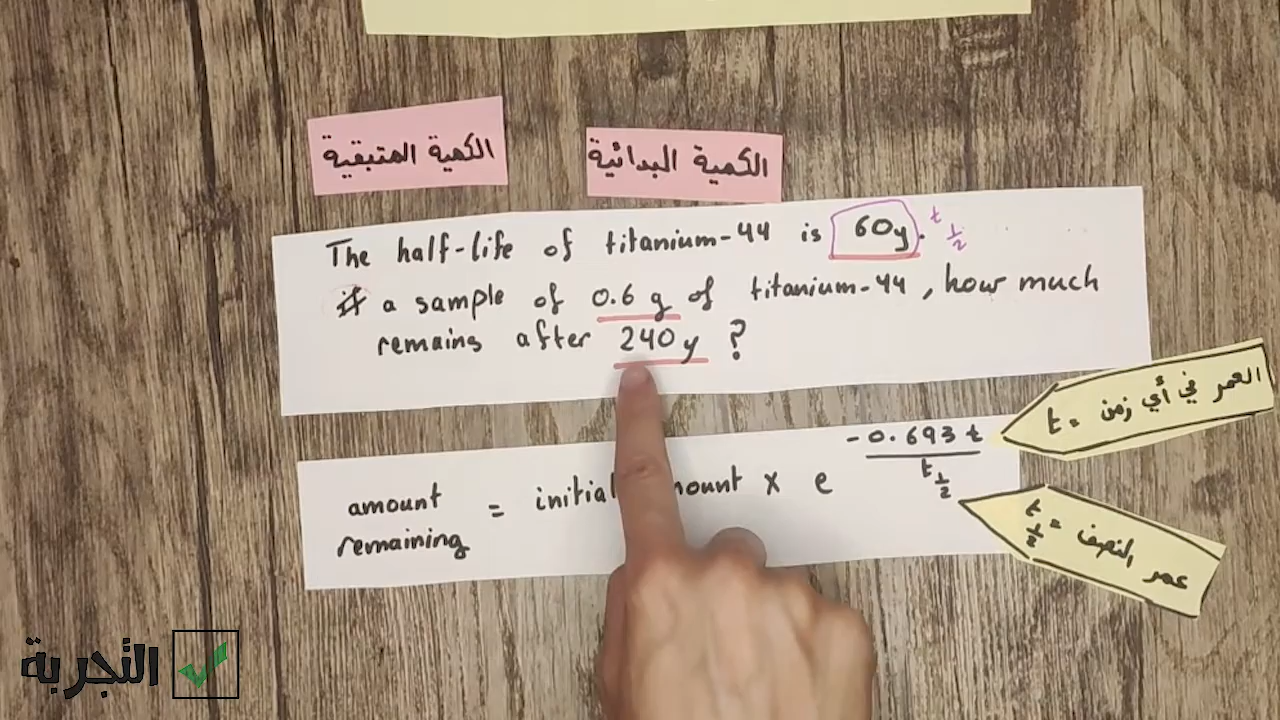 الكمية المتبقية
الكمية البدائية
The half-life of titanium-44 is 60y. t 1/2
if a sample of 0.6 g of titanium-44, how much
remains after 240 y ?
t = العمر في أي زمن
amount remaining = initial amount x e
-0.693 t
t 1/2
t 1/2 = عمر النصف
التجربة